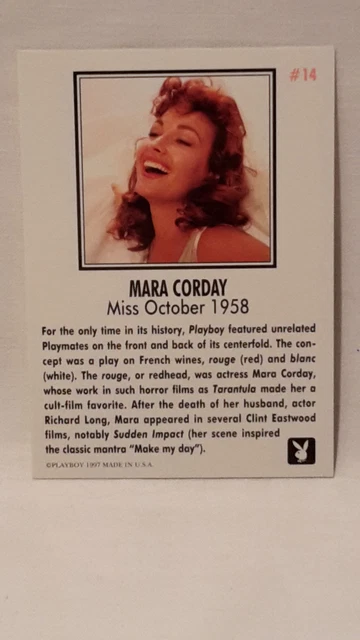 #14
MARA CORDAY
Miss October 1958
For the only time in its history, Playboy featured unrelated
Playmates on the front and back of its centerfold. The con-
cept was a play on French wines, rouge (red) and blanc
(white). The rouge, or redhead, was actress Mara Corday,
whose work in such horror films as Tarantula made her a
cult-film favorite. After the death of her husband, actor
Richard Long, Mara appeared in several Clint Eastwood
films, notably Sudden Impact (her scene inspired
the classic mantra “Make my day”).
©PLAYBOY 1997 MADE IN U.S.A.